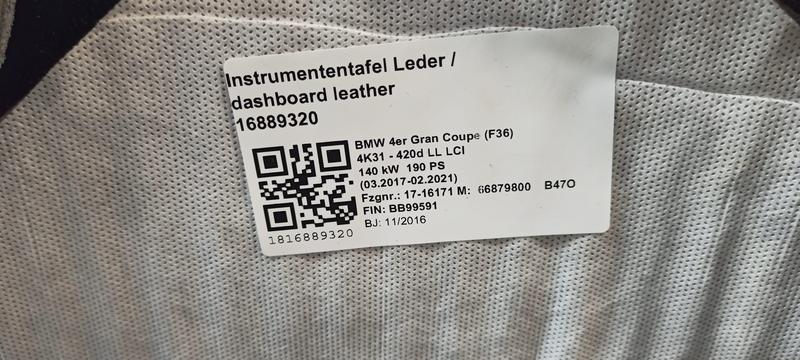 Instrumententafel Leder /
dashboard leather
16889320
BMW 4er Gran Coupe (F36)
4K31 - 420d LL LCI
140 kW 190 PS
(03.2017-02.2021)
Fzgnr.: 17-16171 M: 66879800 B47O
FIN: BB99591
BJ: 11/2016
1816889320